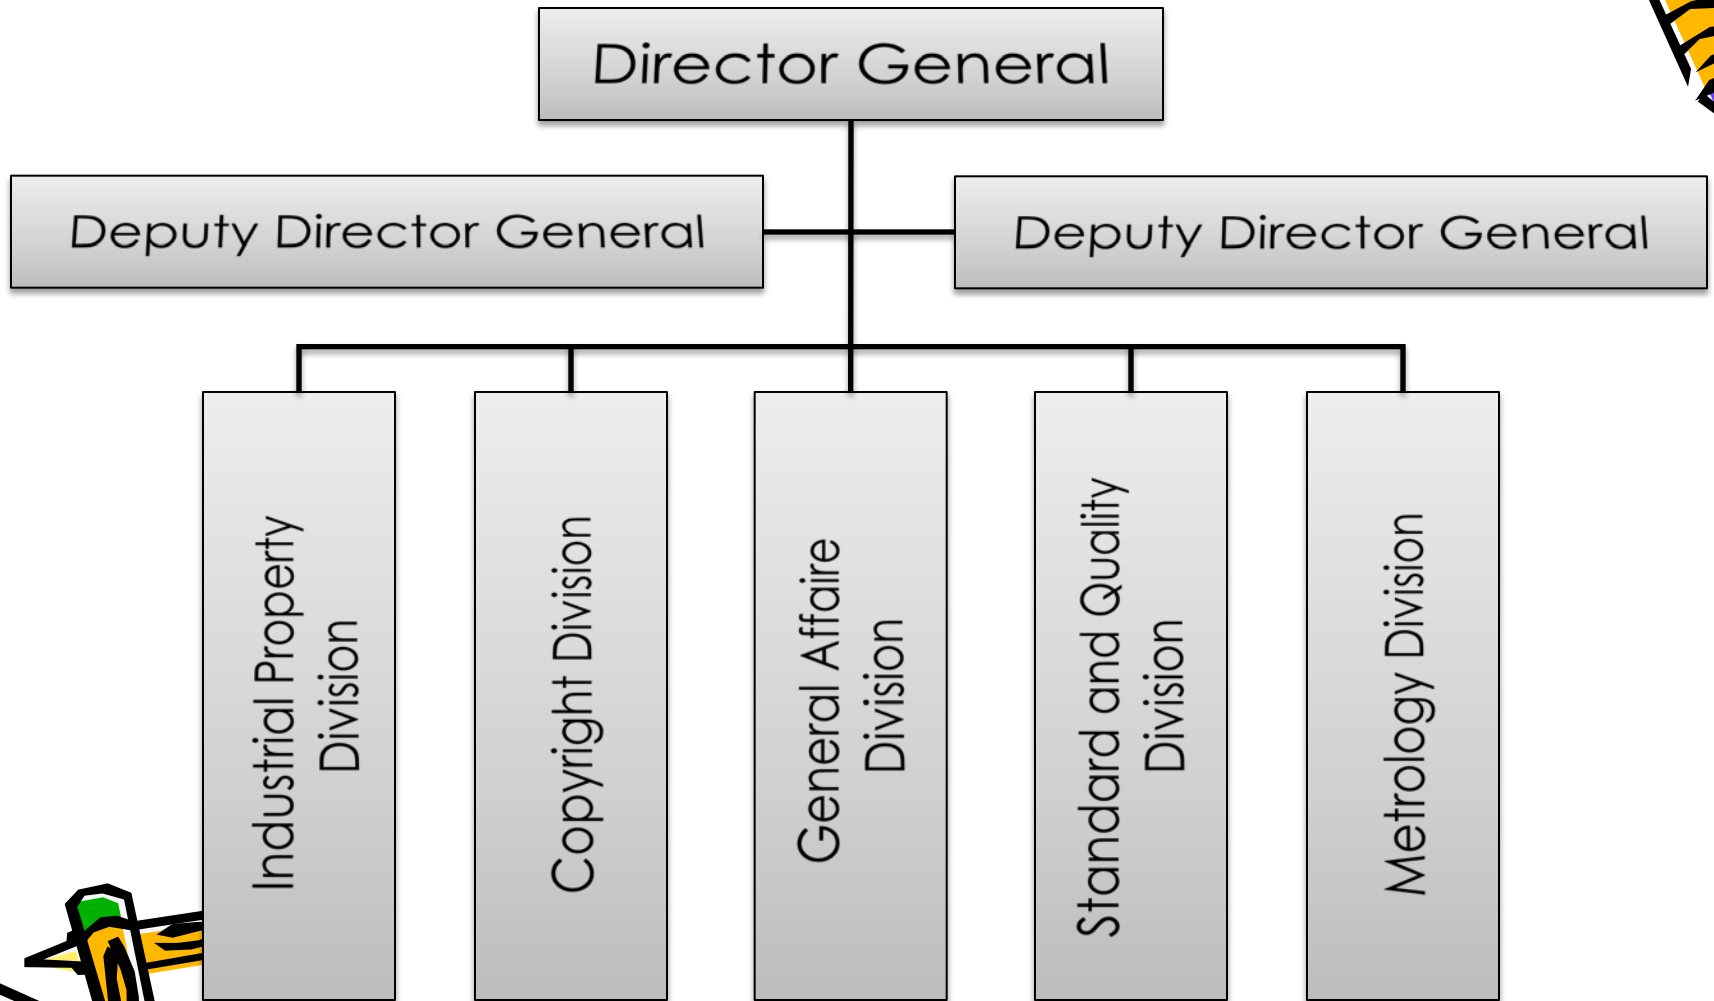 Director General
Deputy Director General
Deputy Director General
Industrial Property
Division
Copyright Division
General Affaire
Division
Standard and Quality
Division
Metrology Division